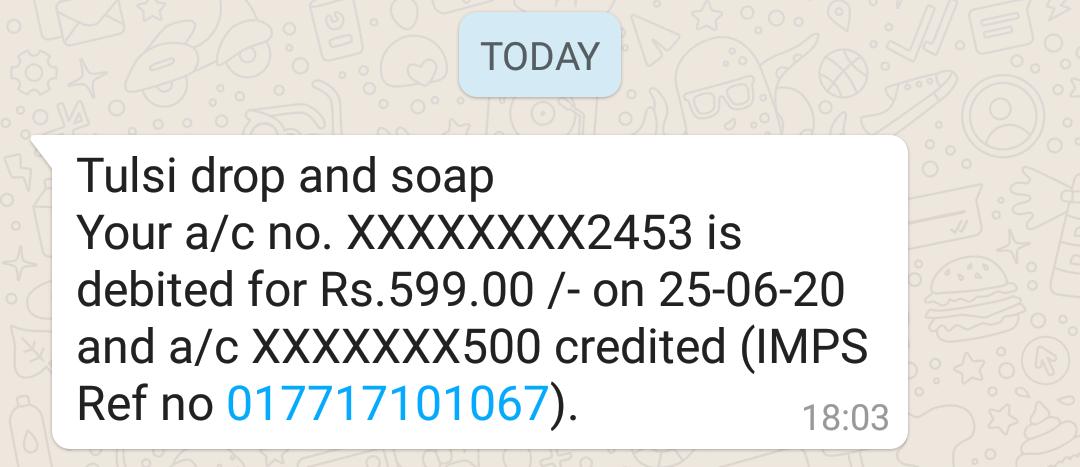 TODAY
Tulsi drop and soap
Your a/c no. XXXXXXXX2453 is
debited for Rs.599.00 /- on 25-06-20
and a/c XXXXXXX500 credited (IMPS
Ref no 017717101067).
18:03